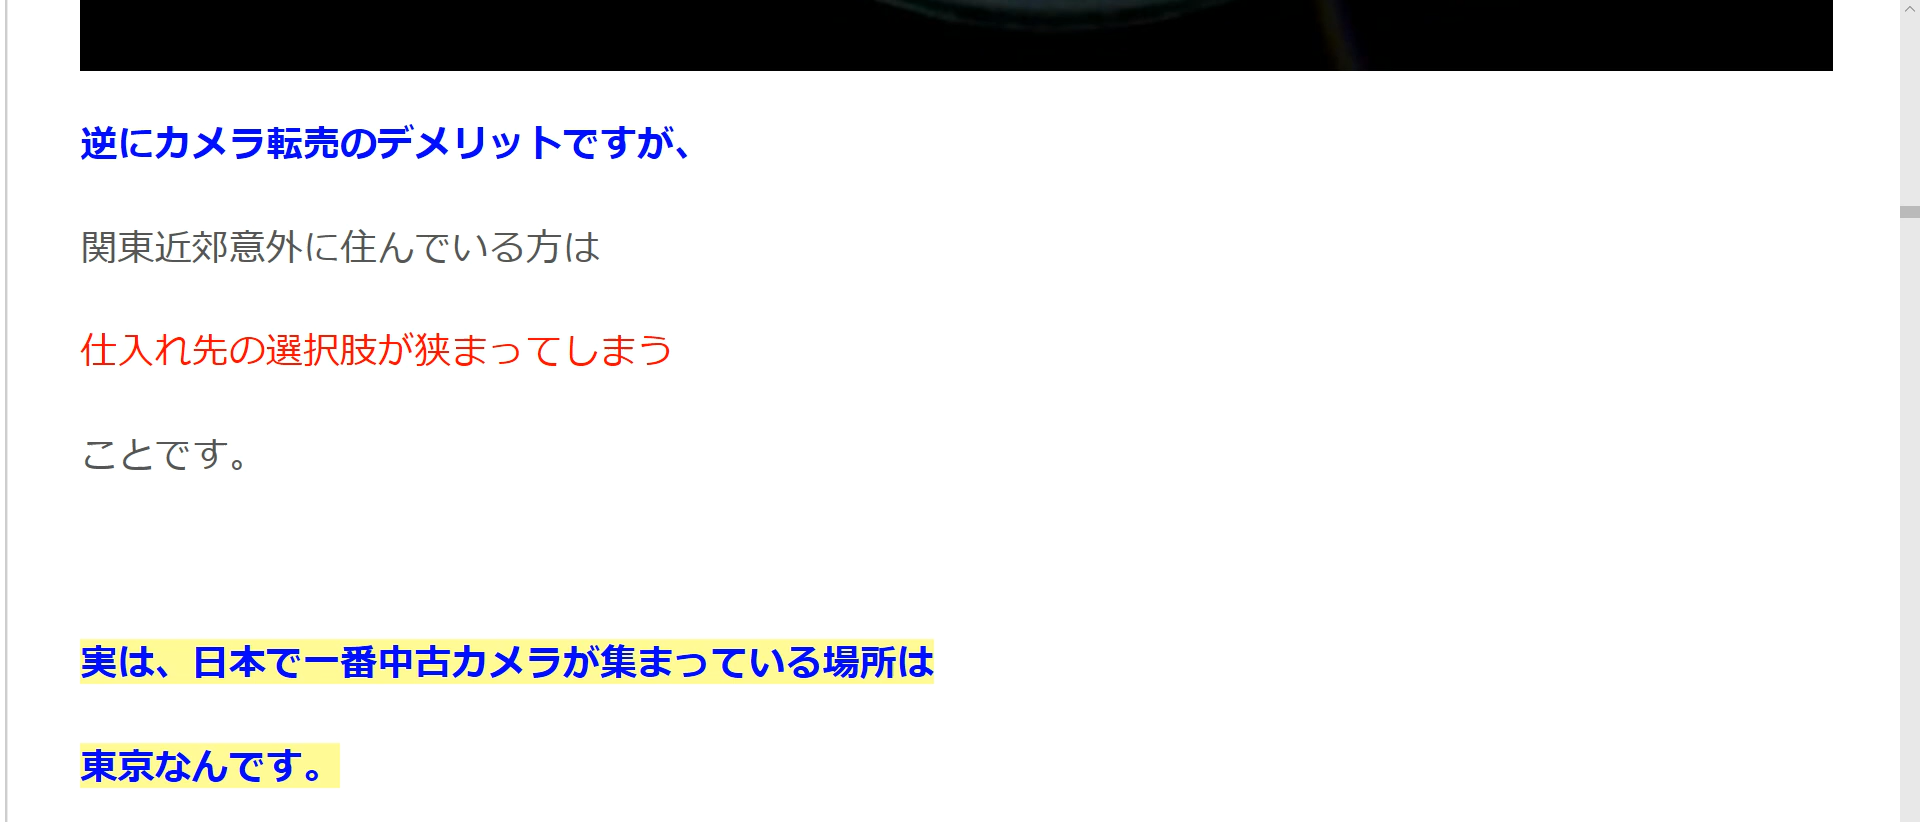 逆にカメラ転売のデメリットですが、
関東近郊意外に住んでいる方は
仕入れ先の選択肢が狭まってしまう
ことです。
実は、日本で一番中古カメラが集まっている場所は
東京なんです。